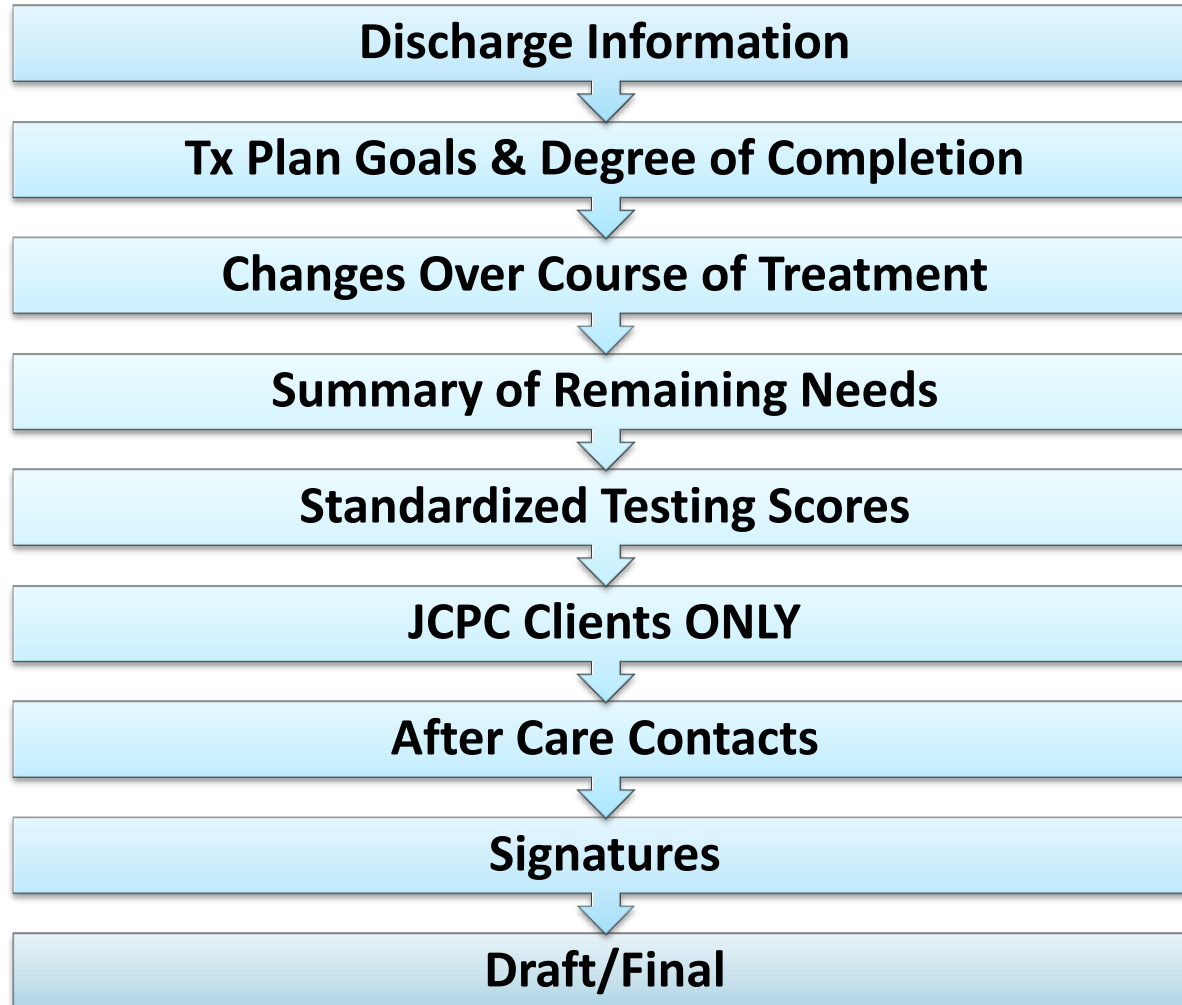 Discharge Information
Tx Plan Goals & Degree of Completion
Changes Over Course of Treatment
Summary of Remaining Needs
Standardized Testing Scores
JCPC Clients ONLY
After Care Contacts
Signatures
Draft/Final